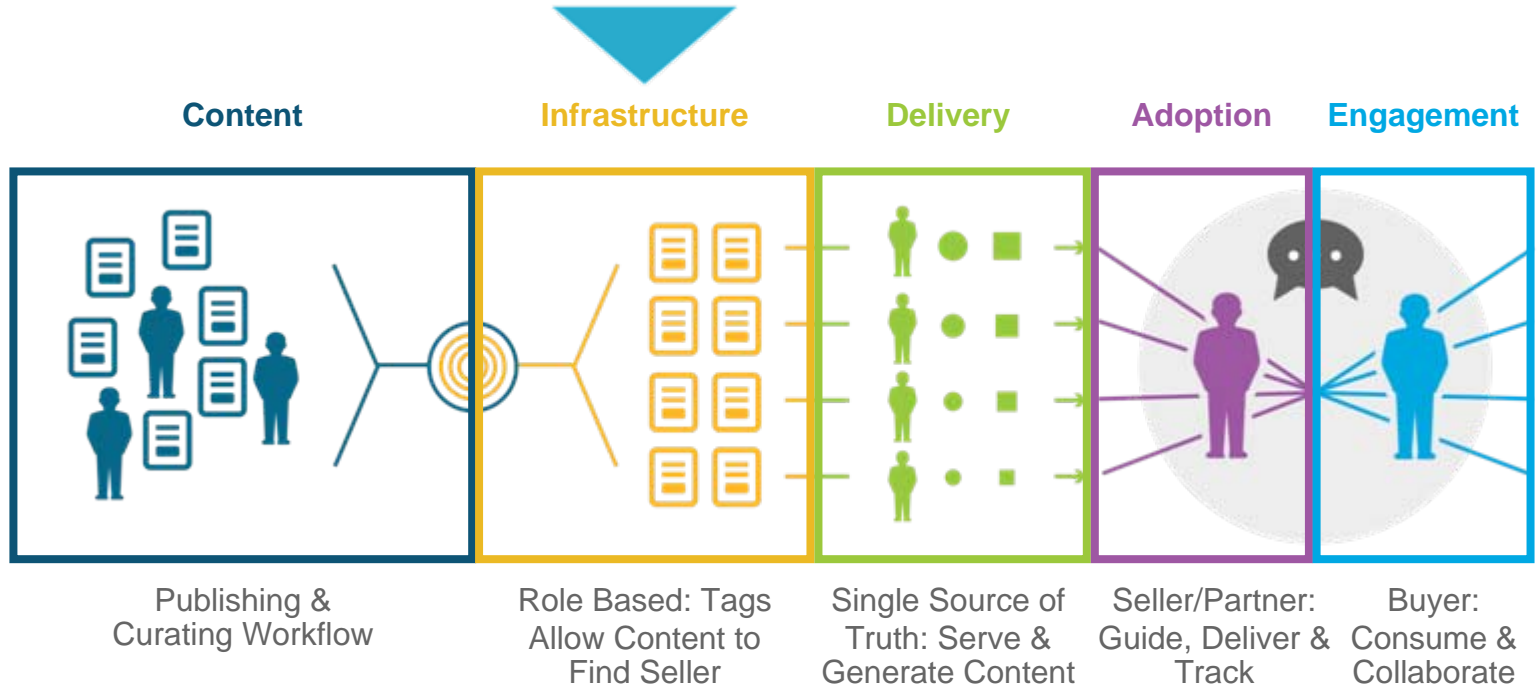 Content
Infrastructure
Delivery
Adoption
Engagement
Publishing &
Curating Workflow
Role Based: Tags
Allow Content to
Find Seller
Single Source of
Truth: Serve &
Generate Content
Seller/Partner:
Guide, Deliver &
Track
Buyer:
Consume &
Collaborate